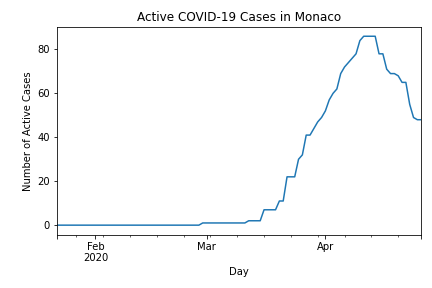 Active COVID-19 Cases in Monaco
Number of Active Cases
80
60
40
20
0
Feb
2020
Mar
Apr
Day